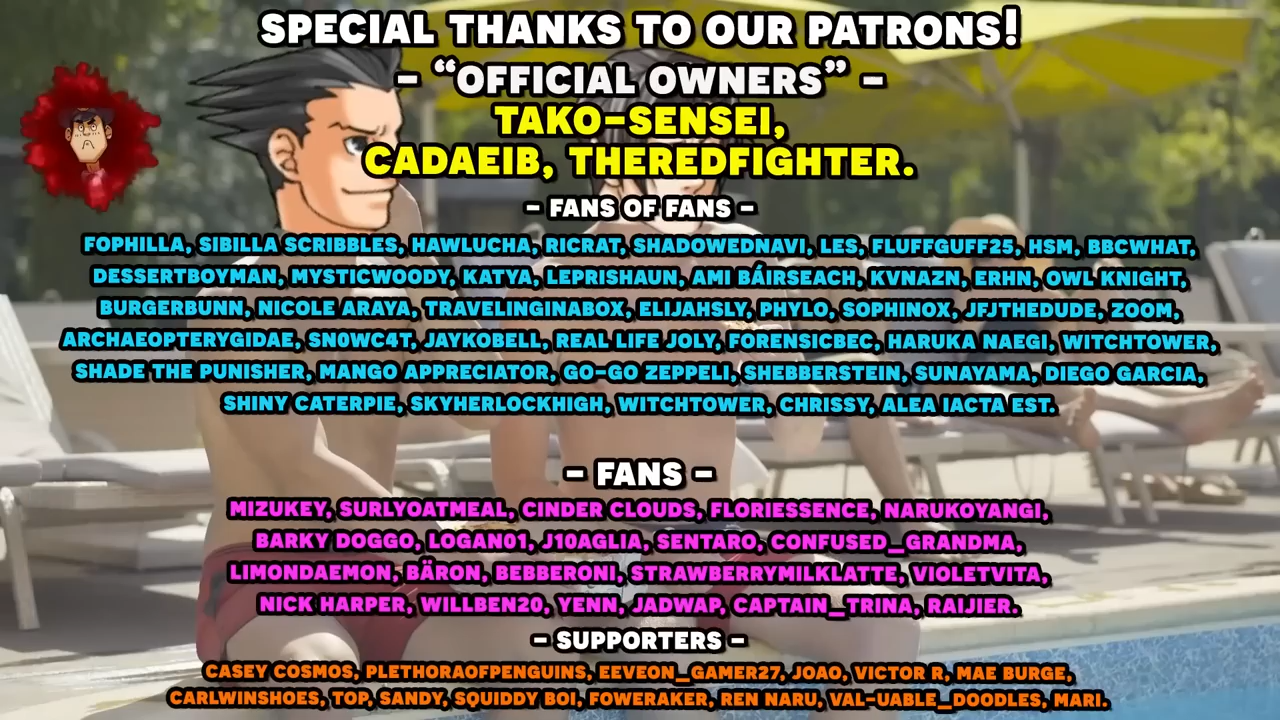 SPECIAL THANKS TO OUR PATRONS!
- “OFFICIAL OWNERS” -
TAKO-SENSEI,
CADAEIB, THEREDFIGHTER.
- FANS OF FANS -
FOPHILLA, SIBILLA SCRIBBLES, HAWLUCHA, RICRAT, SHADOWEDNAVI, LES, FLUFFGUFF25, HSM, BBCWHAT,
DESSERTBOYMAN, MYSTICWOODY, KATYA, LEPRISHAUN, AMI BÁIRSEACH, KVNAZN, ERHN, OWL KNIGHT,
BURGERBUNN, NICOLE ARAYA, TRAVELINGINABOX, ELIJAHSLY, PHYLO, SOPHINOX, JFJTHEDUDE, ZOOM,
ARCHAEOPTERYGIDAE, SN0WC4T, JAYKOBELL, REAL LIFE JOLY, FORENSICBEC, HARUKA NAEGI, WITCHTOWER,
SHADE THE PUNISHER, MANGO APPRECIATOR, GO-GO ZEPPELI, SHEBBERSTEIN, SUNAYAMA, DIEGO GARCIA,
SHINY CATERPIE, SKYHERLOCKHIGH, WITCHTOWER, CHRISSY, ALEA IACTA EST.
- FANS -
MIZUKEY, SURLYOATMEAL, CINDER CLOUDS, FLORIESSENCE, NARUKOYANGI,
BARKY DOGGO, LOGAN01, J10AGLIA, SENTARO, CONFUSED_GRANDMA,
LIMONDAEMON, BÄRON, BEBBERONI, STRAWBERRYMILKLATTE, VIOLETVITA,
NICK HARPER, WILLBEN20, YENN, JADWAP, CAPTAIN_TRINA, RAIJIER.
- SUPPORTERS -
CASEY COSMOS, PLETHORAOFPENGUINS, EEVEON_GAMER27, JOAO, VICTOR R, MAE BURGE,
CARLWINSHOES, TOP, SANDY, SQUIDDY BOI, FOWERAKER, REN NARU, VAL-UABLE_DOODLES, MARI.